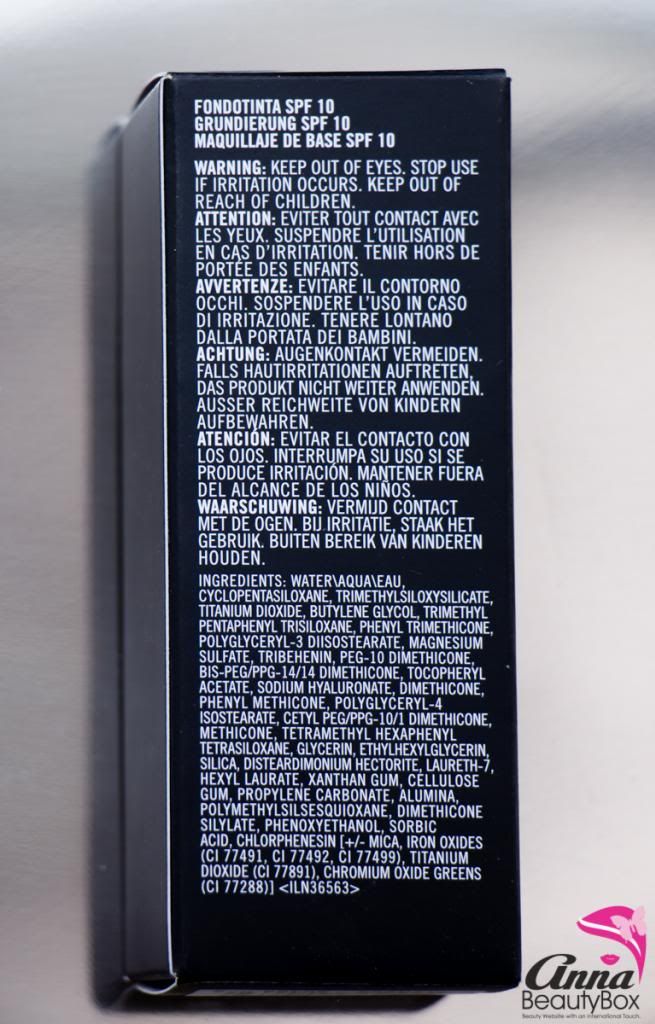 FONDOTINTA SPF 10
GRUNDIERUNG SPF 10
MAQUILLAJE DE BASE SPF 10
WARNING: KEEP OUT OF EYES. STOP USE
IF IRRITATION OCCURS. KEEP OUT OF
REACH OF CHILDREN.
ATTENTION: EVITER TOUT CONTACT AVEC
LES YEUX. SUSPENDRE L'UTILISATION
EN CAS D'IRRITATION. TENIR HORS DE
PORTÉE DES ENFANTS.
AVVERTENZE: EVITARE IL CONTORNO
OCCHI. SOSPENDERE L'USO IN CASO
DI IRRITAZIONE. TENERE LONTANO
DALLA PORTATA DEI BAMBINI.
ACHTUNG: AUGENKONTAKT VERMEIDEN.
FALLS HAUTIRRITATIONEN AUFTRETEN,
DAS PRODUKT NICHT WEITER ANWENDEN.
AUSSER REICHWEITE VON KINDERN
AUFBEWAHREN.
ATENCIÓN: EVITAR EL CONTACTO CON
LOS OJOS. INTERRUMPA SU USO SI SE
PRODUCE IRRITACIÓN. MANTENER FUERA
DEL ALCANCE DE LOS NIÑOS.
WAARSCHUWING: VERMIJD CONTACT
MET DE OGEN. BIJ IRRITATIE, STAAK HET
GEBRUIK. BUITEN BEREIK VAN KINDEREN
HOUDEN.
INGREDIENTS: WATER\AQUA\EAU,
CYCLOPENTASILOXANE, TRIMETHYLSILOXYSILICATE,
TITANIUM DIOXIDE, BUTYLENE GLYCOL, TRIMETHYL
PENTAPHENYL TRISILOXANE, PHENYL TRIMETHICONE,
POLYGLYCERYL-3 DIISOSTEARATE, MAGNESIUM
SULFATE, TRIBEHENIN, PEG-10 DIMETHICONE,
BIS-PEG/PPG-14/14 DIMETHICONE, TOCOPHERYL
ACETATE, SODIUM HYALURONATE, DIMETHICONE,
PHENYL METHICONE, POLYGLYCERYL-4
ISOSTEARATE, CETYL PEG/PPG-10/1 DIMETHICONE,
METHICONE, TETRAMETHYL HEXAPHENYL
TETRASILOXANE, GLYCERIN, ETHYLHEXYLGLYCERIN,
SILICA, DISTEARDIMONIUM HECTORITE, LAURETH-7,
HEXYL LAURATE, XANTHAN GUM, CELLULOSE
GUM, PROPYLENE CARBONATE, ALUMINA,
POLYMETHYLSILSESQUIOXANE, DIMETHICONE
SILYLATE, PHENOXYETHANOL, SORBIC
ACID, CHLORPHENESIN [+/- MICA, IRON OXIDES
(CI 77491, CI 77492, CI 77499), TITANIUM
DIOXIDE (CI 77891), CHROMIUM OXIDE GREENS
(CI 77288)] <ILN36563>
Anna
BeautyBox
Beauty Website with an International Touch.